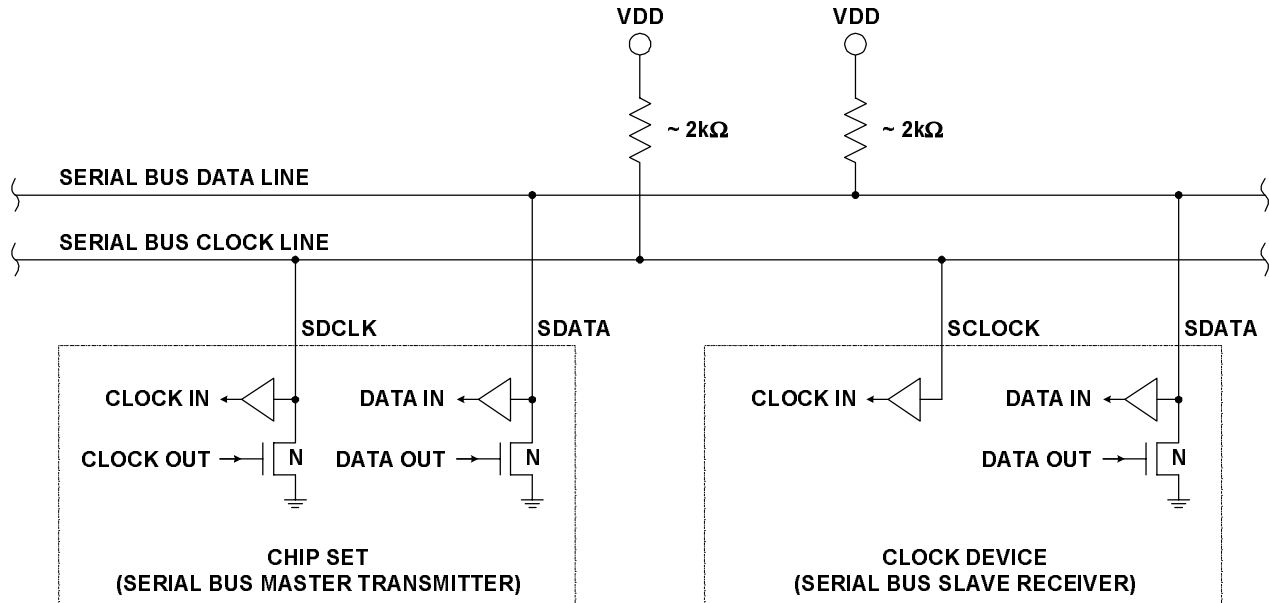 VDD
VDD
~ 2kΩ
~ 2kΩ
SERIAL BUS DATA LINE
SERIAL BUS CLOCK LINE
SDCLK
SDATA
SCLOCK
SDATA
CLOCK IN
DATA IN
CLOCK IN
DATA IN
CLOCK OUT
N
DATA OUT
N
DATA OUT
N
CHIP SET
(SERIAL BUS MASTER TRANSMITTER)
CLOCK DEVICE
(SERIAL BUS SLAVE RECEIVER)